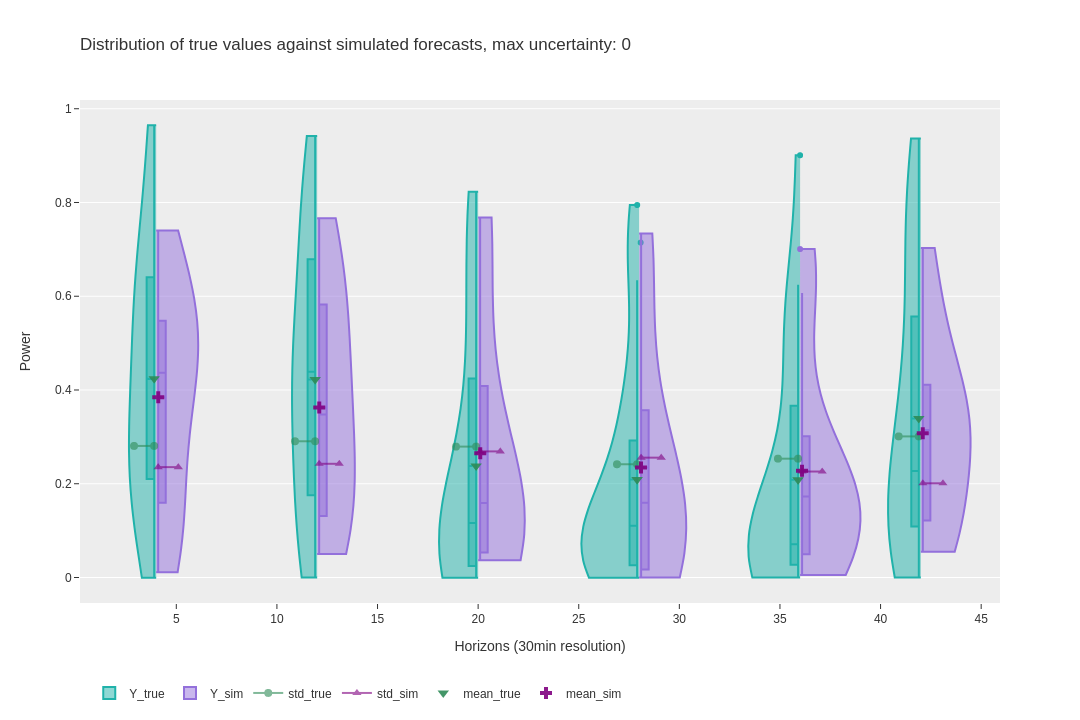 Distribution of true values against simulated forecasts, max uncertainty: 0
1
0.8
0.6
0.4
0.2
0
Power
5 10 15 20 25 30 35 40 45
Horizons (30min resolution)
Y_true Y_sim std_true std_sim mean_true mean_sim